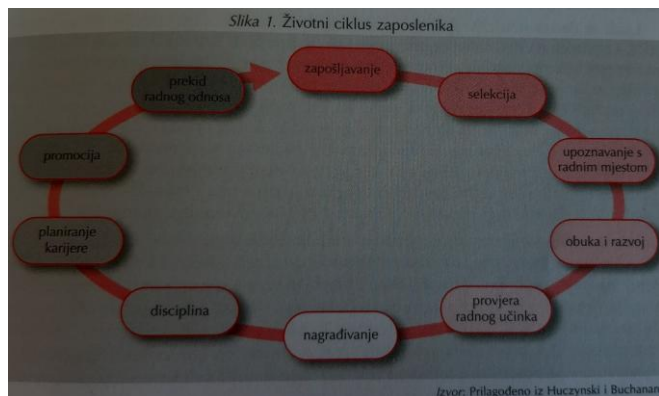 Slika 1. Životni ciklus zaposlenika
zapošljavanje
selekcija
upoznavanje s
radnim mjestom
obuka i razvoj
provjera
radnog učinka
nagrađivanje
disciplina
planiranje
karijere
promocija
prekid
radnog odnosa
Izvor: Prilagođeno iz Huczynski i Buchanan